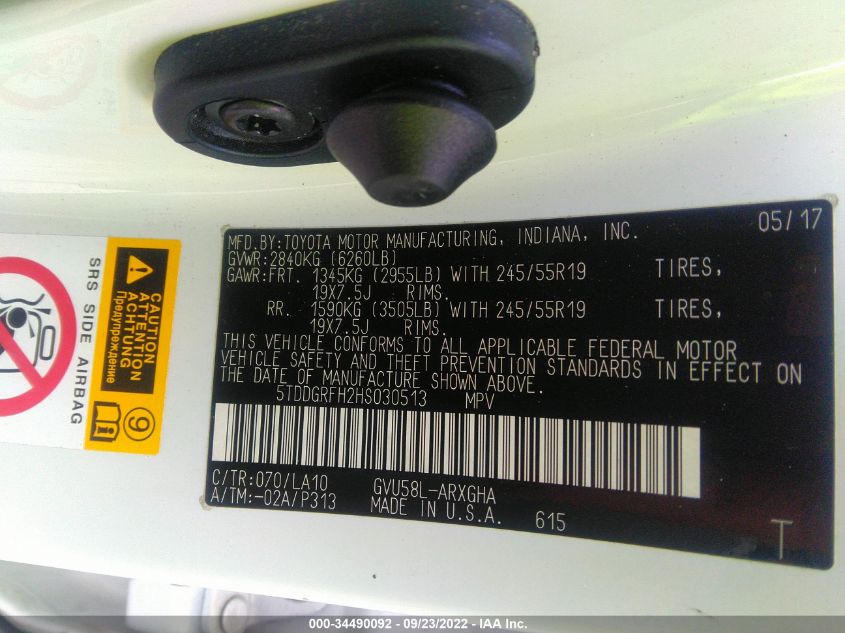 05/17
MFD.BY:TOYOTA MOTOR MANUFACTURING, INDIANA, INC.
GVWR:2840KG (6260LB)
GAWR:FRT. 1345KG (2955LB) WITH 245/55R19 TIRES,
19X7.5J RIMS.
RR. 1590KG (3505LB) WITH 245/55R19 TIRES,
19X7.5J RIMS.
THIS VEHICLE CONFORMS TO ALL APPLICABLE FEDERAL MOTOR
VEHICLE SAFETY AND THEFT PREVENTION STANDARDS IN EFFECT ON
THE DATE OF MANUFACTURE SHOWN ABOVE.
5TDDGRFH2HS030513 MPV
C/TR:070/LA10 GVU58L-ARXGHA
A/TM:-02A/P313 MADE IN U.S.A. 615
T
SRS SIDE AIRBAG
CAUTION
ATTENTION
ACHTUNG
Предупреждение
9
000-34490092 - 09/23/2022 - IAA Inc.